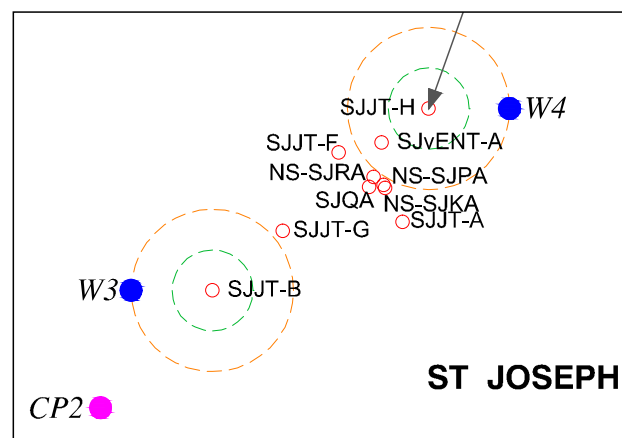 SJJT-H
W4
SJJT-F
SJvENT-A
NS-SJRA
NS-SJPA
SJQA
NS-SJKA
SJJT-A
SJJT-G
W3
SJJT-B
ST JOSEPH
CP2